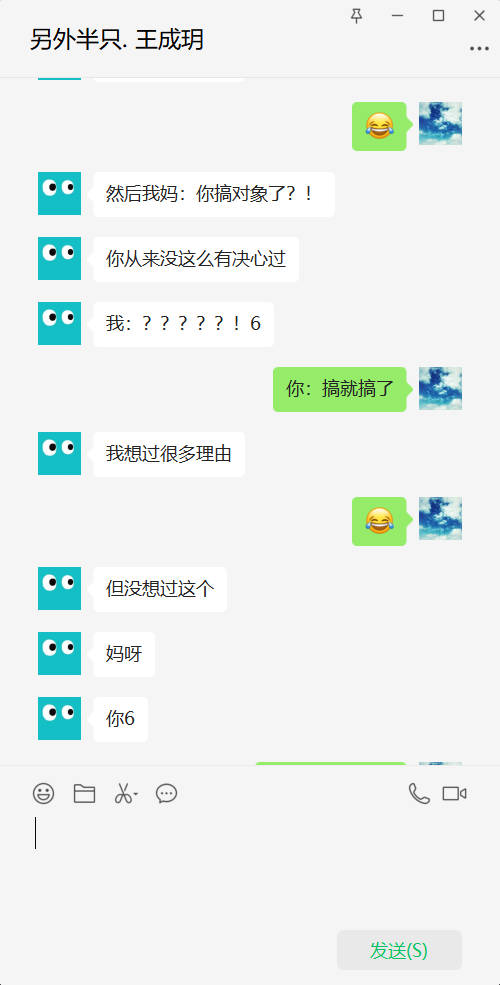 另外半只. 王成玥
😂
然后我妈：你搞对象了？！
你从来没这么有决心过
我：？？？？？！6
你：搞就搞了
我想过很多理由
😂
但没想过这个
妈呀
你6
发送(S)